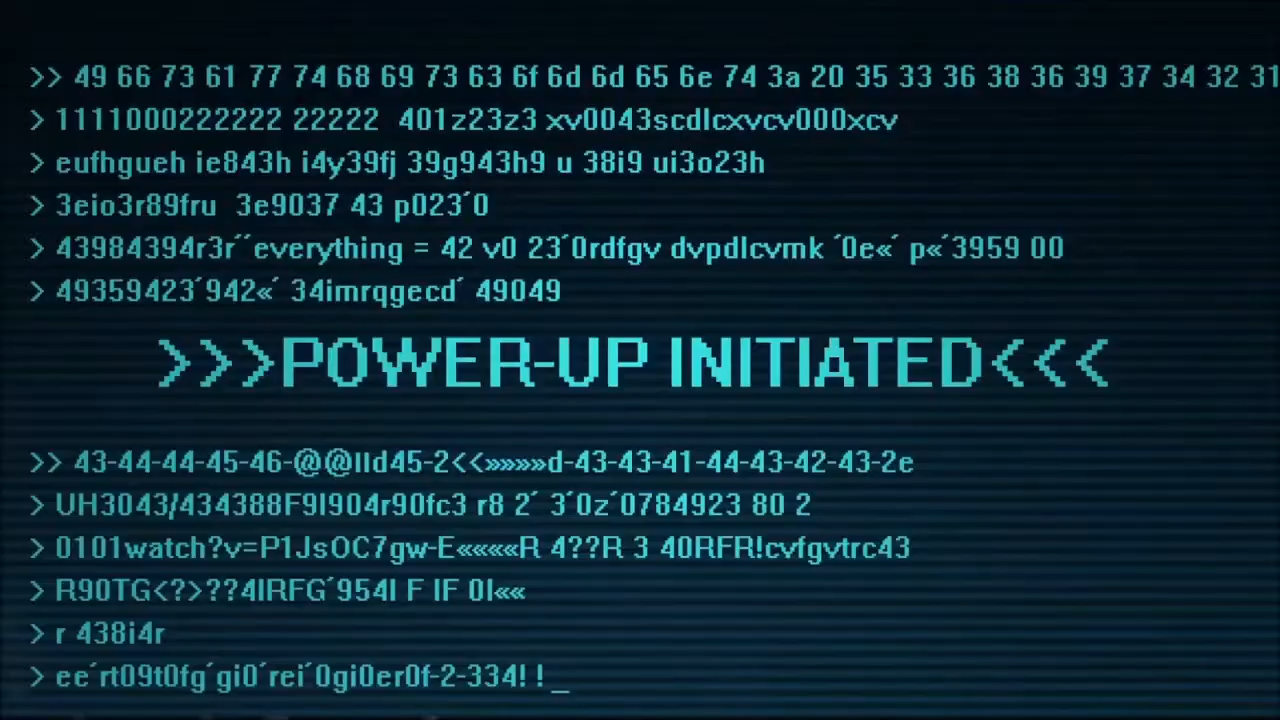 >> 49 66 73 61 77 74 68 69 73 63 6f 6d 6d 65 6e 74 3a 20 35 33 36 38 36 39 37 34 32 31
> 1111000222222 22222  401z23z3 xv0043scdlcxvcv000xcv
> eufhgueh ie843h i4y39fj 39g943h9 u 38i9 ui3o23h
> 3eio3r89fru  3e9037 43 p023´0
> 43984394r3r´´everything = 42 v0 23´0rdfgv dvpdlcvmk ´0e«´ p«´3959 00
> 49359423´942«´ 34imrqgecd´ 49049
>>>POWER-UP INITIATED<<<
>> 43-44-44-45-46-@@lld45-2<<»»»»d-43-43-41-44-43-42-43-2e
> UH3043/434388F9I904r90fc3 r8 2´ 3´0z´0784923 80 2
> 0101watch?v=P1JsOC7gw-E««««R 4??R 3 40RFR!cvfgvtrc43
> R90TG<?>??4IRFG´954I F IF 0I««
> r 438i4r
> ee´rt09t0fg´gi0´rei´0gi0er0f-2-334! !_